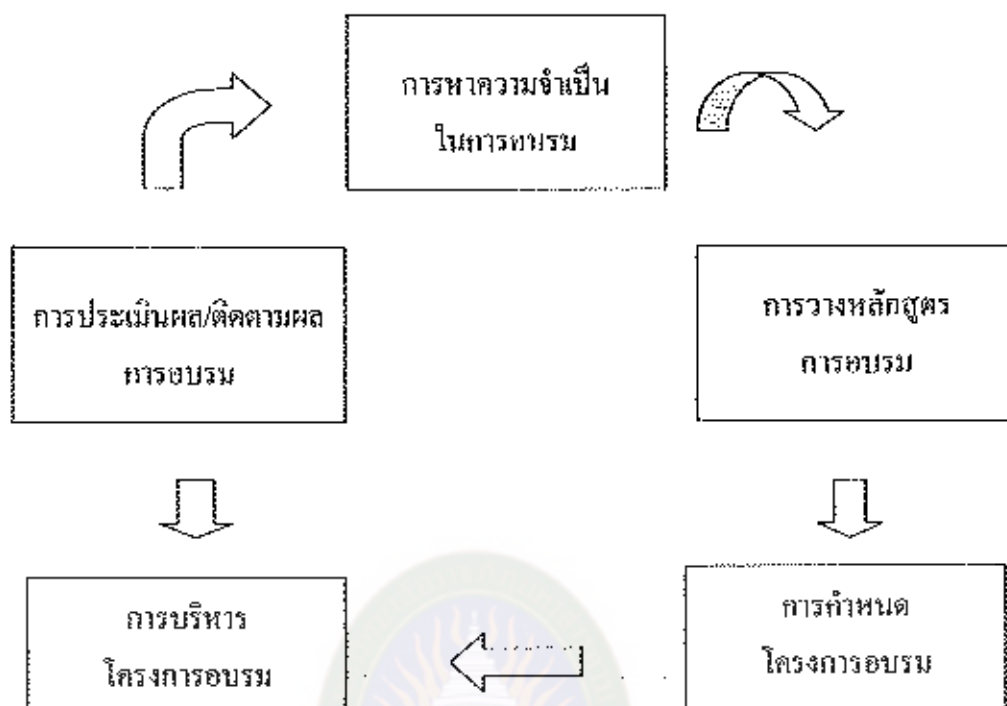 การหาความจำเป็น
ในการอบรม
การประเมินผล/ติดตามผล
การอบรม
การวางหลักสูตร
การอบรม
การบริหาร
โครงการอบรม
การกำหนด
โครงการอบรม